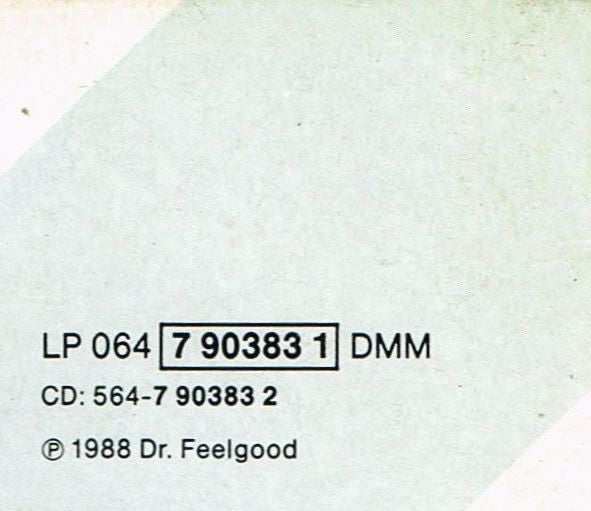 LP 064 7 90383 1 DMM
CD: 564-7 90383 2
℗ 1988 Dr. Feelgood